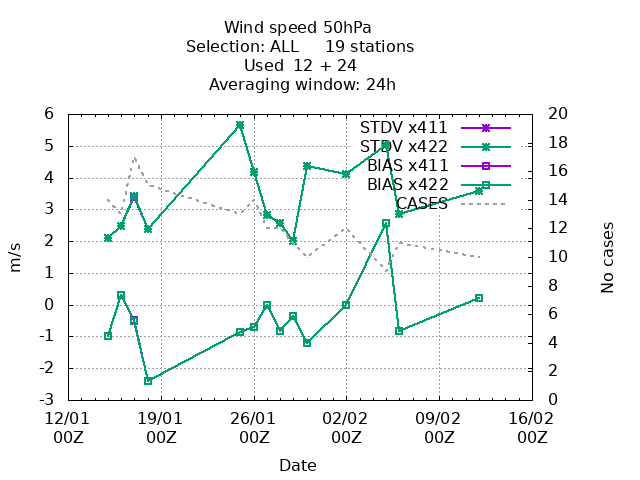 Wind speed 50hPa
Selection: ALL 19 stations
Used 12 + 24
Averaging window: 24h
6
5
4
3
2
1
0
-1
-2
-3
m/s
20
18
16
14
12
10
8
6
4
2
0
No cases
STDV x411
STDV x422
BIAS x411
BIAS x422
CASES
12/01 19/01 26/01 02/02 09/02 16/02
00Z 00Z 00Z 00Z 00Z 00Z
Date